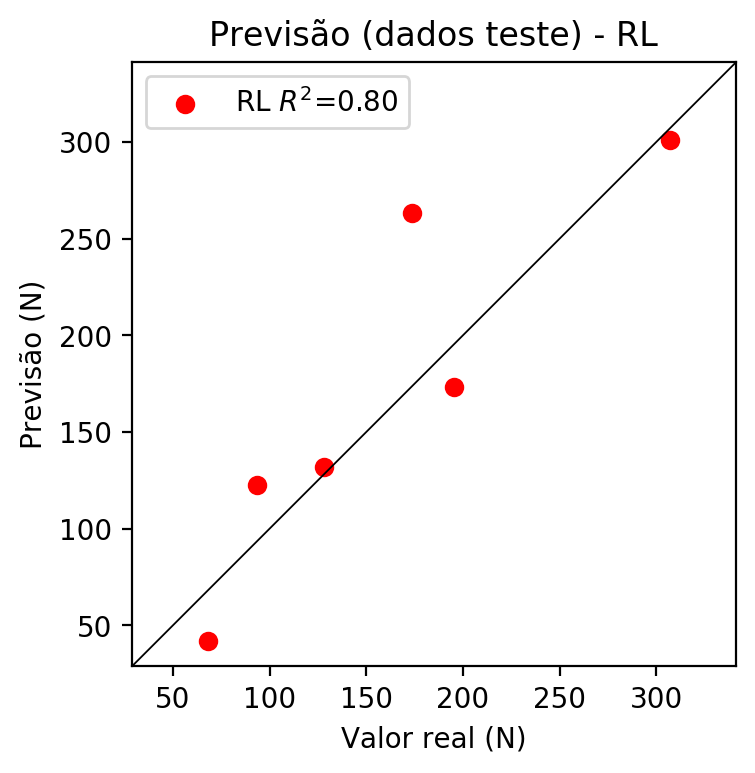 Previsão (dados teste) - RL
RL R²=0.80
300
250
200
150
100
50
Previsão (N)
50 100 150 200 250 300
Valor real (N)